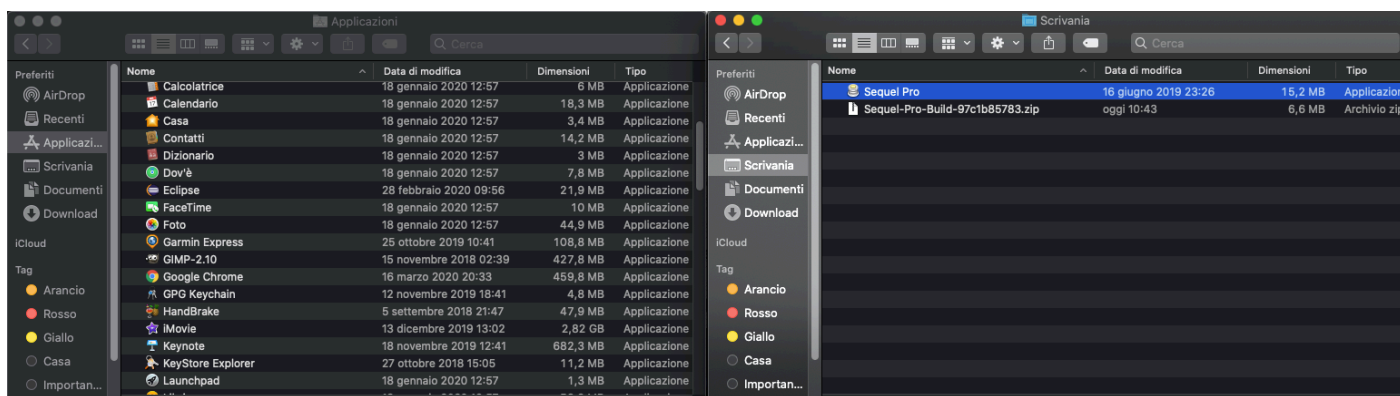 Applicazioni
Cerca
Preferiti
AirDrop
Recenti
Applicazi...
Scrivania
Documenti
Download
iCloud
Tag
Arancio
Rosso
Giallo
Casa
Importan...
Nome Data di modifica Dimensioni Tipo
Calcolatrice 18 gennaio 2020 12:57 6 MB Applicazione
Calendario 18 gennaio 2020 12:57 18,3 MB Applicazione
Casa 18 gennaio 2020 12:57 3,4 MB Applicazione
Contatti 18 gennaio 2020 12:57 14,2 MB Applicazione
Dizionario 18 gennaio 2020 12:57 3 MB Applicazione
Dov'è 18 gennaio 2020 12:57 7,8 MB Applicazione
Eclipse 28 febbraio 2020 09:56 21,9 MB Applicazione
FaceTime 18 gennaio 2020 12:57 10 MB Applicazione
Foto 18 gennaio 2020 12:57 44,9 MB Applicazione
Garmin Express 25 ottobre 2019 10:41 108,8 MB Applicazione
GIMP-2.10 15 novembre 2018 02:39 427,8 MB Applicazione
Google Chrome 16 marzo 2020 20:33 459,8 MB Applicazione
GPG Keychain 12 novembre 2019 18:41 4,8 MB Applicazione
HandBrake 5 settembre 2018 21:47 47,9 MB Applicazione
iMovie 13 dicembre 2019 13:02 2,82 GB Applicazione
Keynote 18 novembre 2019 12:41 682,3 MB Applicazione
KeyStore Explorer 27 ottobre 2018 15:05 11,2 MB Applicazione
Launchpad 18 gennaio 2020 12:57 1,3 MB Applicazione
Scrivania
Cerca
Preferiti
AirDrop
Recenti
Applicazi...
Scrivania
Documenti
Download
iCloud
Tag
Arancio
Rosso
Giallo
Casa
Importan...
Nome Data di modifica Dimensioni Tipo
Sequel Pro 16 giugno 2019 23:26 15,2 MB Applicazion
Sequel-Pro-Build-97c1b85783.zip oggi 10:43 6,6 MB Archivio zip